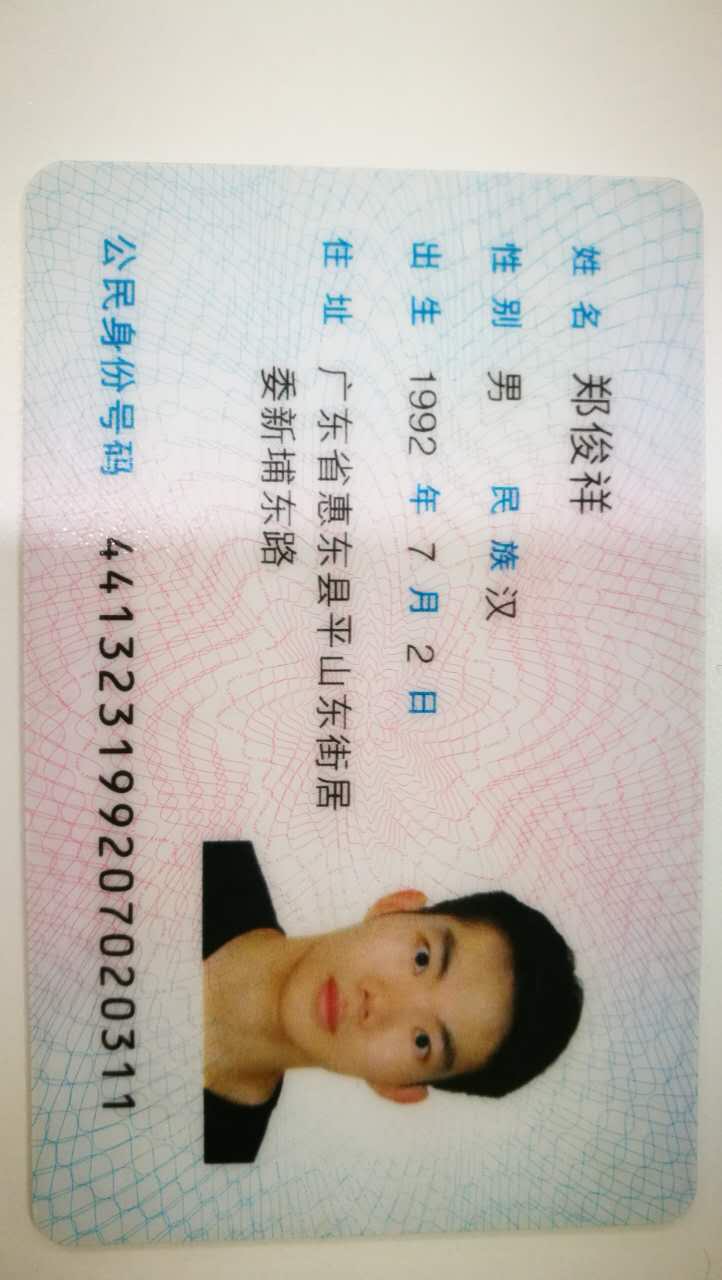 姓名 郑俊祥
性别 男 民族 汉
出生 1992 年 7 月 2 日
住址 广东省惠东县平山东街居
委新埔东路
公民身份号码 441323199207020311